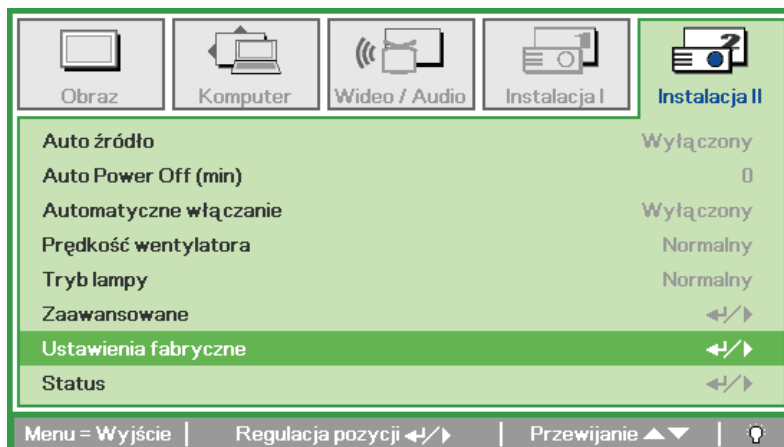 Obraz Komputer Wideo / Audio Instalacja I Instalacja II
Auto źródło Wyłączony
Auto Power Off (min) 0
Automatyczne włączanie Wyłączony
Prędkość wentylatora Normalny
Tryb lampy Normalny
Zaawansowane
Ustawienia fabryczne
Status
Menu = Wyjście Regulacja pozycji Przewijanie